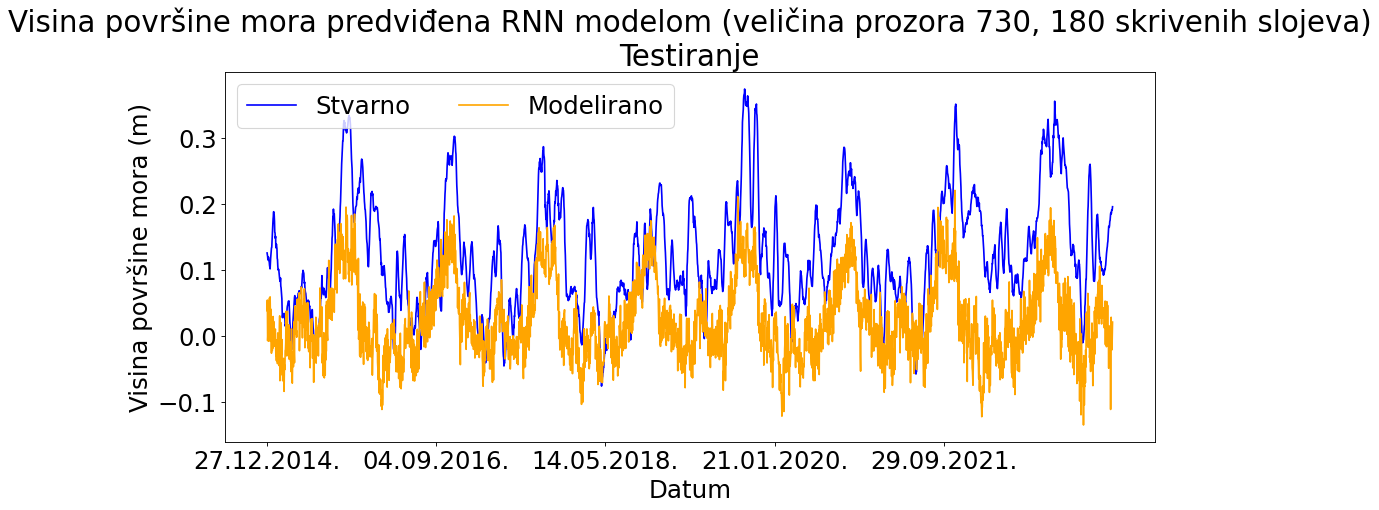 Visina površine mora predviđena RNN modelom (veličina prozora 730, 180 skrivenih slojeva)
Testiranje
Stvarno Modelirano
Visina površine mora (m)
0.3
0.2
0.1
0.0
−0.1
27.12.2014. 04.09.2016. 14.05.2018. 21.01.2020. 29.09.2021.
Datum